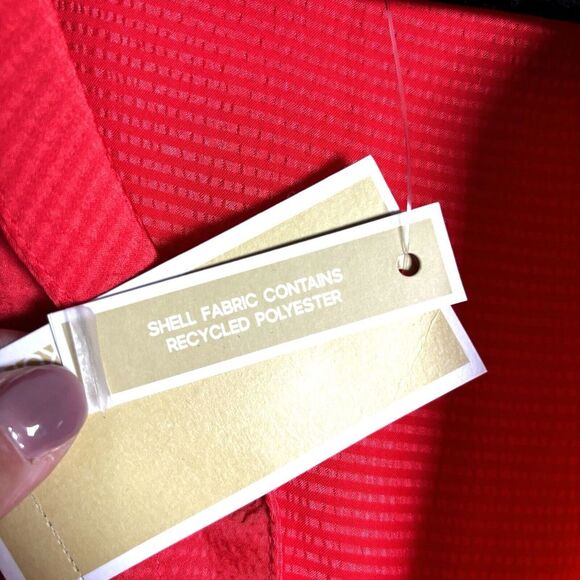 SHELL FABRIC CONTAINS
RECYCLED POLYESTER